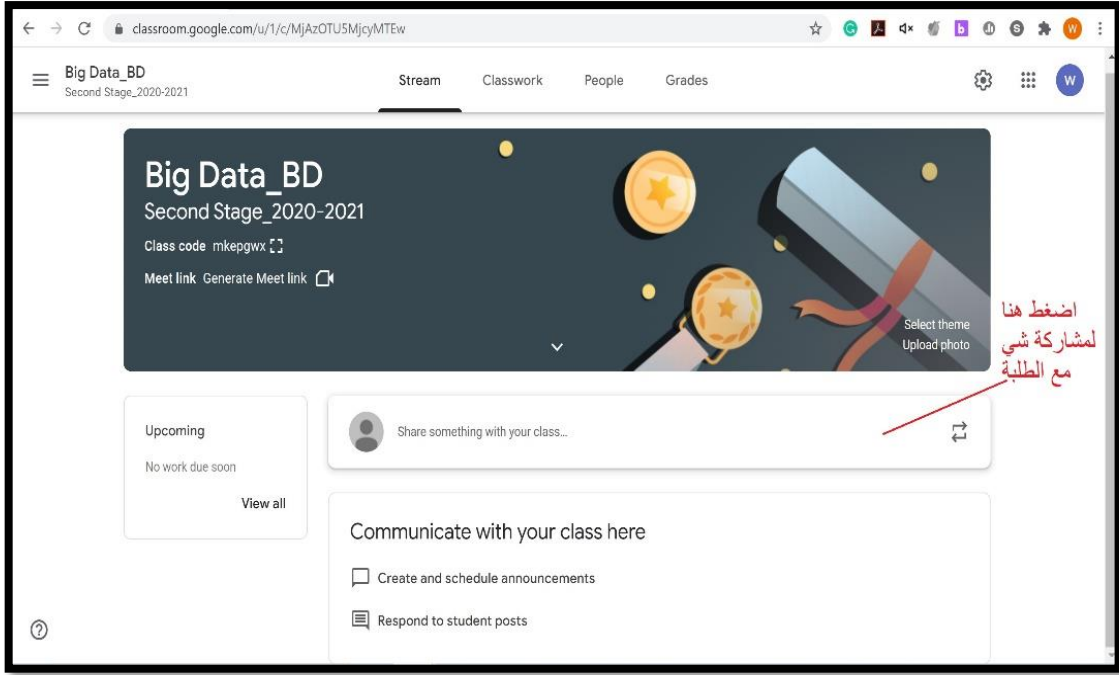 classroom.google.com/u/1/c/MjAzOTU5MjcyMTEw
Big Data_BD
Second Stage_2020-2021
Stream Classwork People Grades
W
Big Data_BD
Second Stage_2020-2021
Class code mkepgwx
Meet link Generate Meet link
Select theme
Upload photo
اضغط هنا
لمشاركة شي
مع الطلبة
Upcoming
No work due soon
View all
Share something with your class...
Communicate with your class here
Create and schedule announcements
Respond to student posts